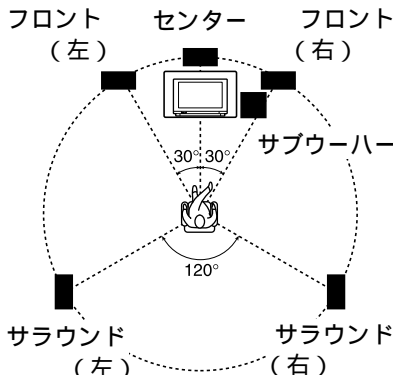 フロント センター フロント
（左） （右）
サブウーハー
30° 30°
120°
サラウンド サラウンド
（左） （右）